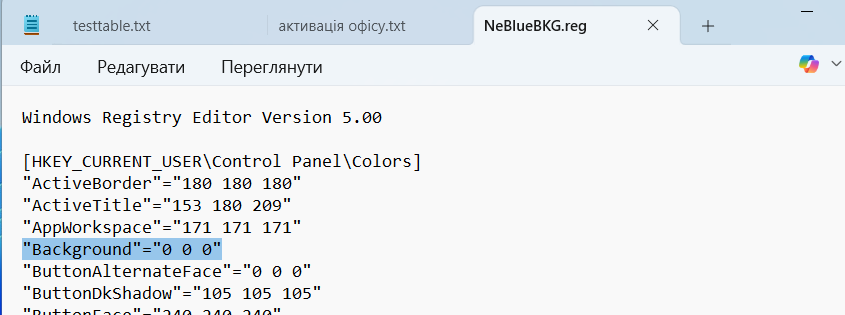 testtable.txt активація офісу.txt NeBlueBKG.reg
Файл Редагувати Переглянути
Windows Registry Editor Version 5.00
[HKEY_CURRENT_USER\Control Panel\Colors]
"ActiveBorder"="180 180 180"
"ActiveTitle"="153 180 209"
"AppWorkspace"="171 171 171"
"Background"="0 0 0"
"ButtonAlternateFace"="0 0 0"
"ButtonDkShadow"="105 105 105"
"ButtonFace"="240 240 240"